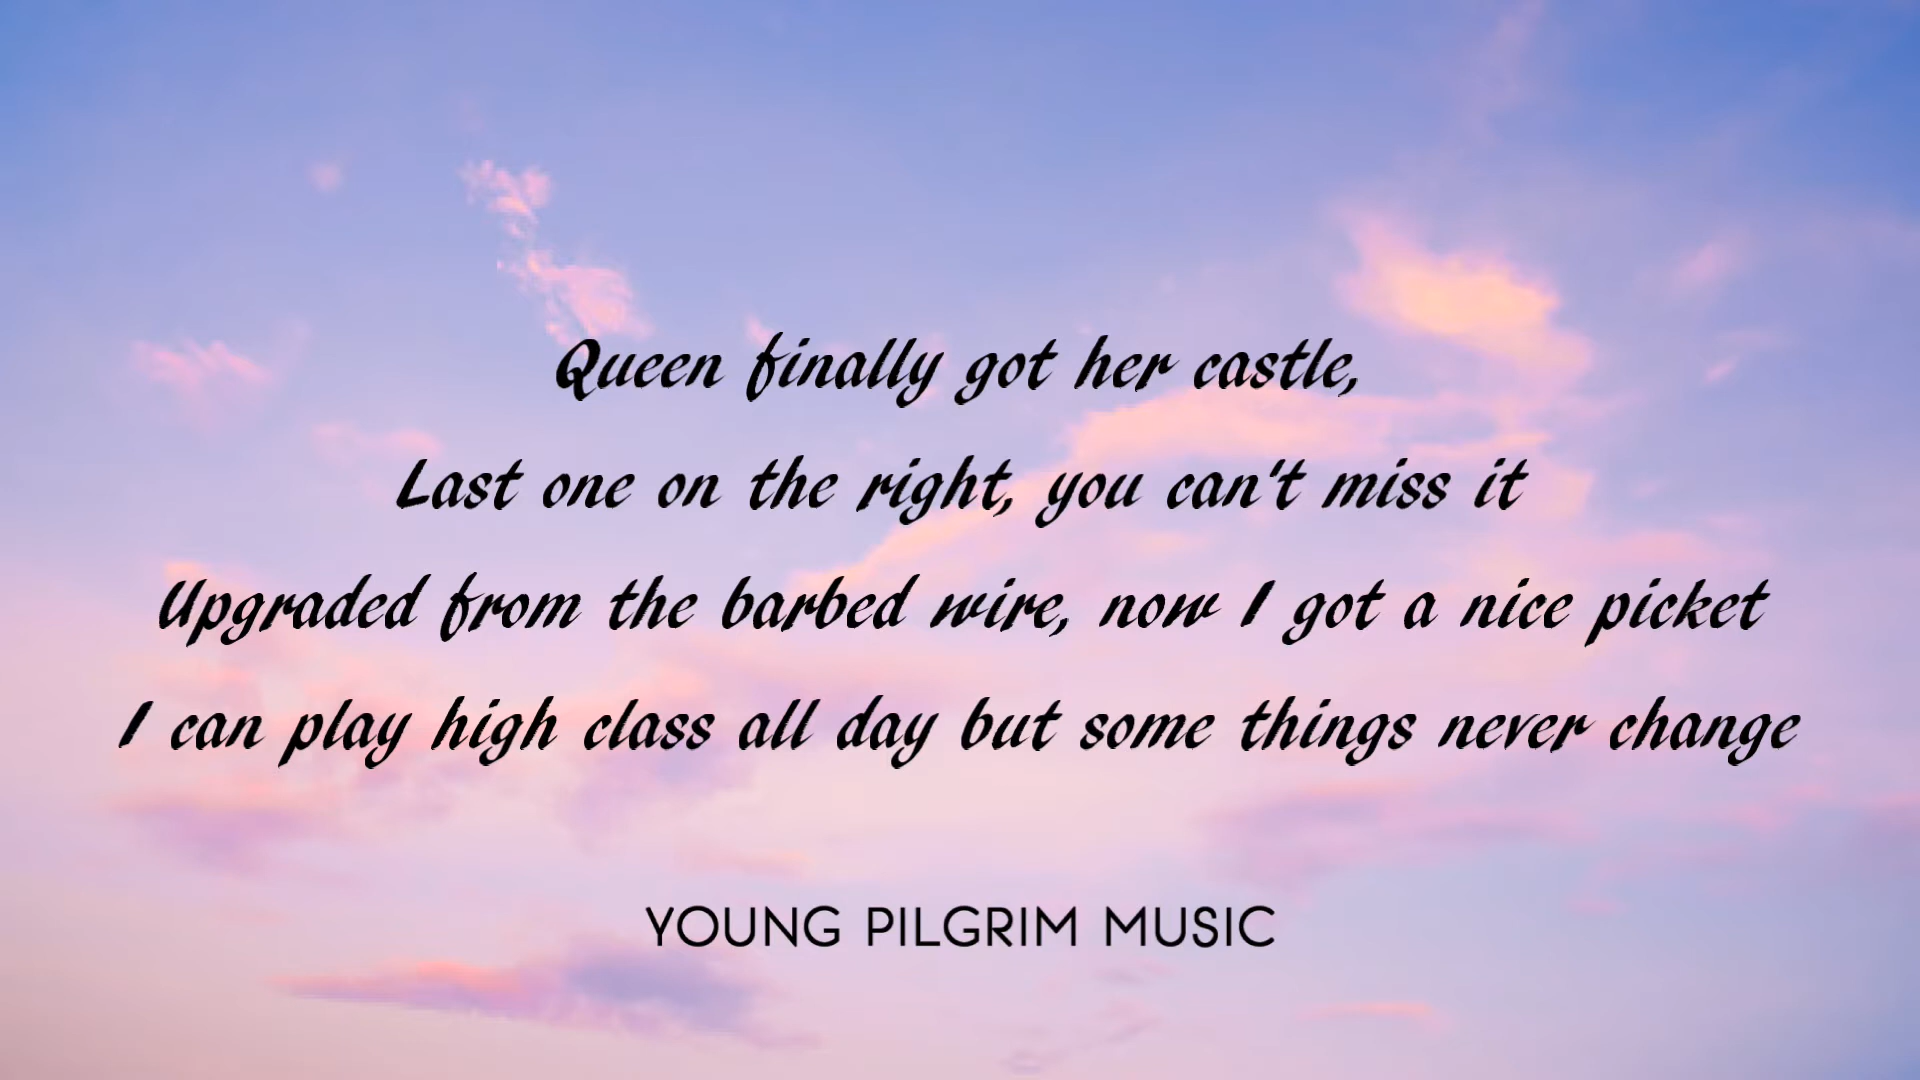 Queen finally got her castle,
Last one on the right, you can't miss it
Upgraded from the barbed wire, now I got a nice picket
I can play high class all day but some things never change
YOUNG PILGRIM MUSIC